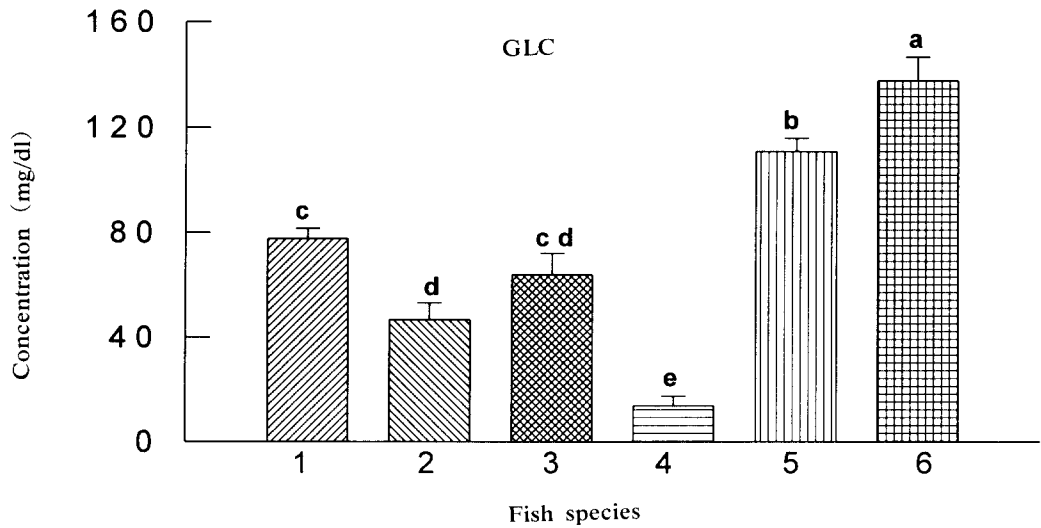 GLC
Concentration (mg/dl)
160
120
80
40
0
c
d
c d
e
b
a
1 2 3 4 5 6
Fish species